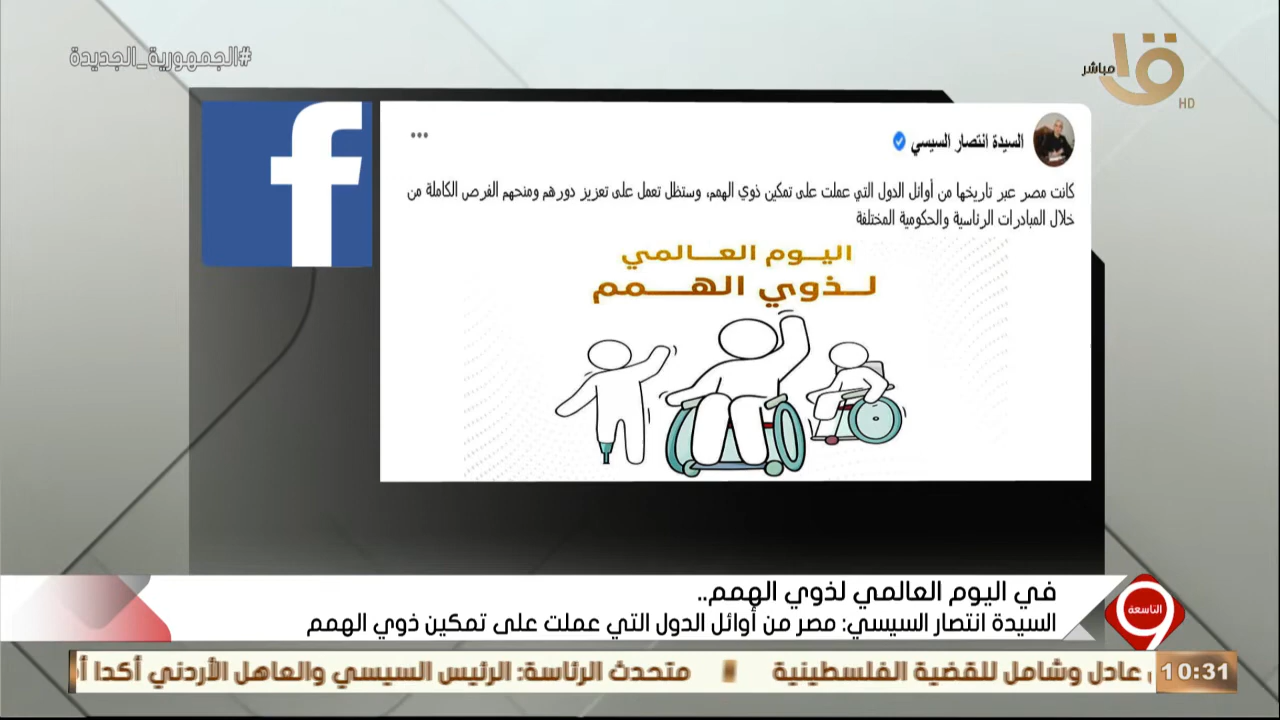 #الجمهورية_الجديدة
مباشر
HD
السيدة انتصار السيسي
كانت مصر عبر تاريخها من أوائل الدول التي عملت على تمكين ذوي الهمم، وستظل تعمل على تعزيز دورهم ومنحهم الفرص الكاملة من
خلال المبادرات الرئاسية والحكومية المختلفة
اليوم العالمي
لذوي الهمم
في اليوم العالمي لذوي الهمم..
السيدة انتصار السيسي: مصر من أوائل الدول التي عملت على تمكين ذوي الهمم
التاسعة
9
10:31
عادل وشامل للقضية الفلسطينية
متحدث الرئاسة: الرئيس السيسي والعاهل الأردني أكدا